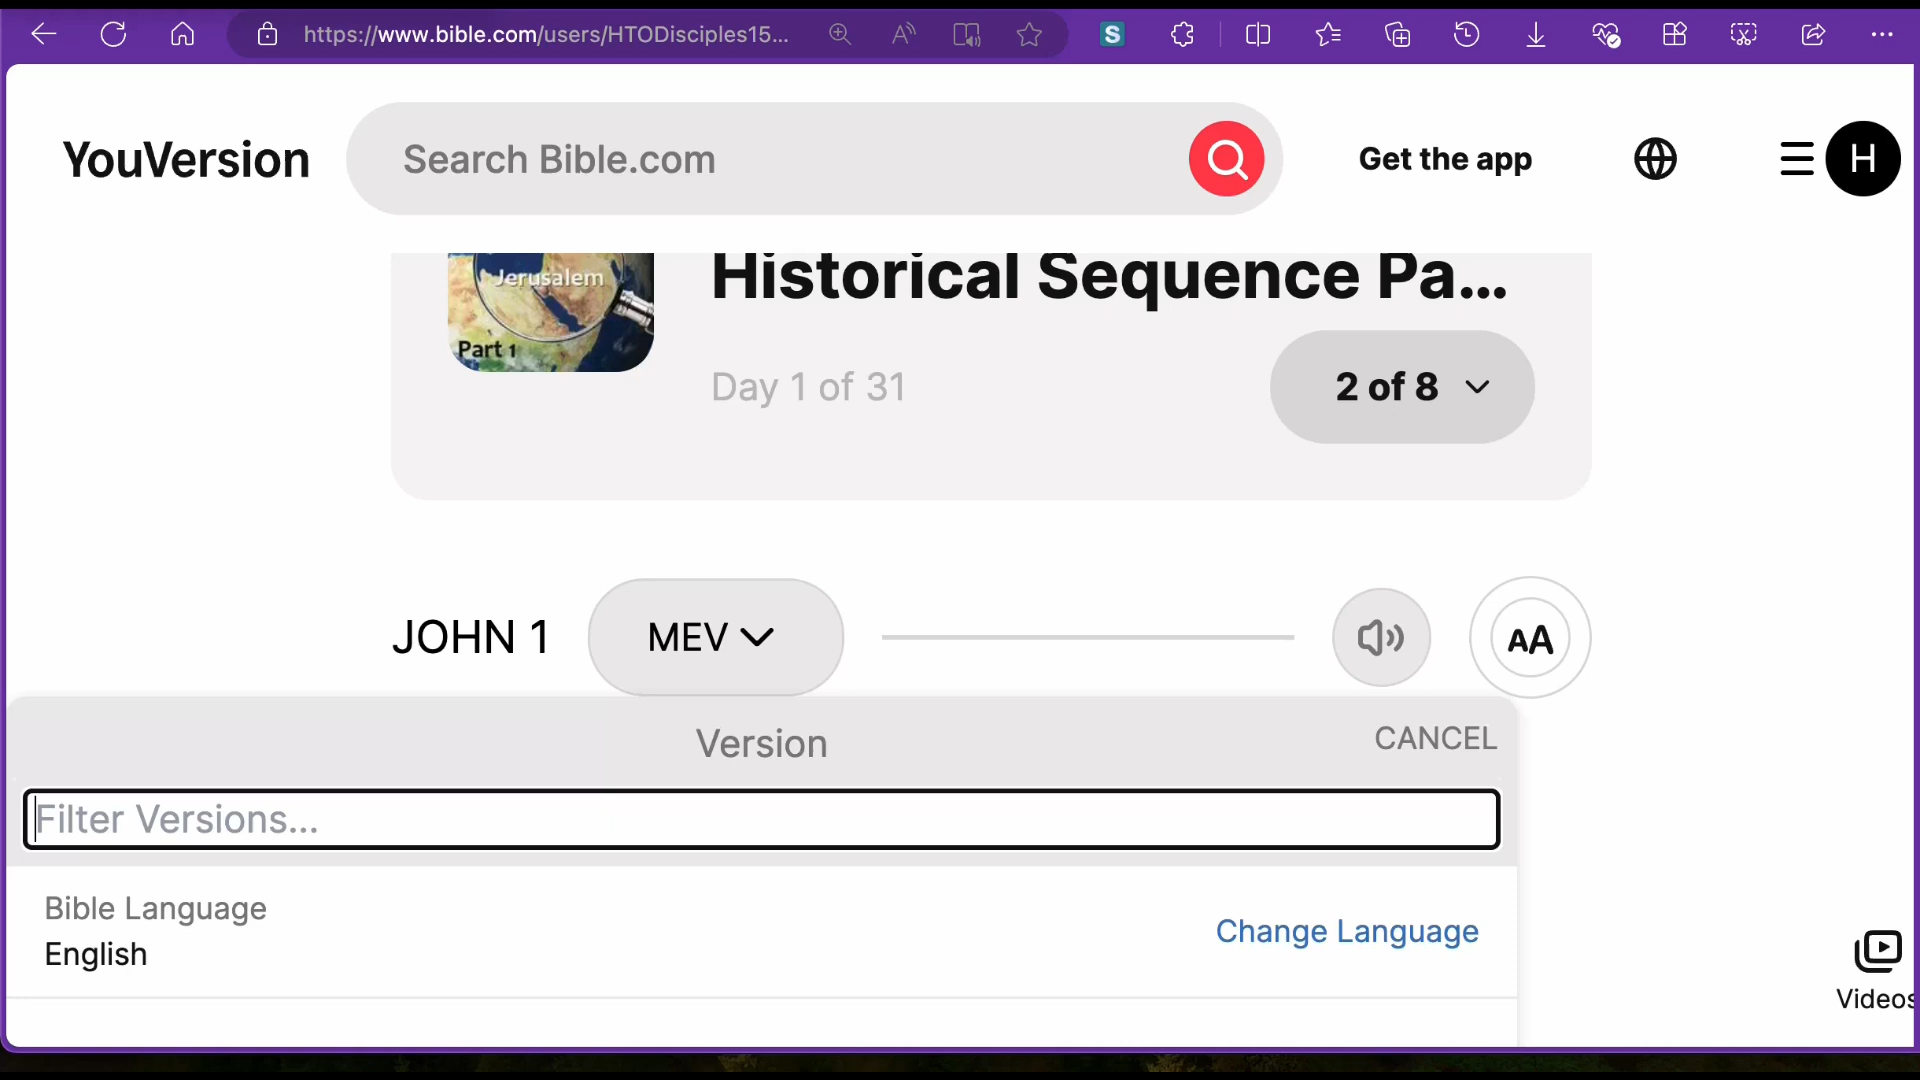 https://www.bible.com/users/HTODisciples15...
S
YouVersion
Search Bible.com
Get the app
H
Jerusalem
Part 1
Historical Sequence Pa...
Day 1 of 31
2 of 8
JOHN 1
MEV
AA
Version
CANCEL
Filter Versions...
Bible Language
English
Change Language
Videos